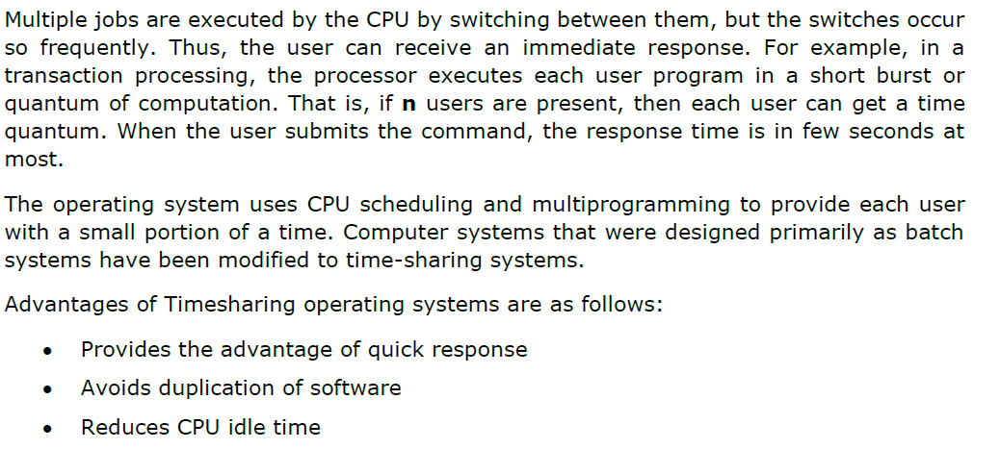 Multiple jobs are executed by the CPU by switching between them, but the switches occur
so frequently. Thus, the user can receive an immediate response. For example, in a
transaction processing, the processor executes each user program in a short burst or
quantum of computation. That is, if n users are present, then each user can get a time
quantum. When the user submits the command, the response time is in few seconds at
most.
The operating system uses CPU scheduling and multiprogramming to provide each user
with a small portion of a time. Computer systems that were designed primarily as batch
systems have been modified to time-sharing systems.
Advantages of Timesharing operating systems are as follows:
• Provides the advantage of quick response
• Avoids duplication of software
• Reduces CPU idle time